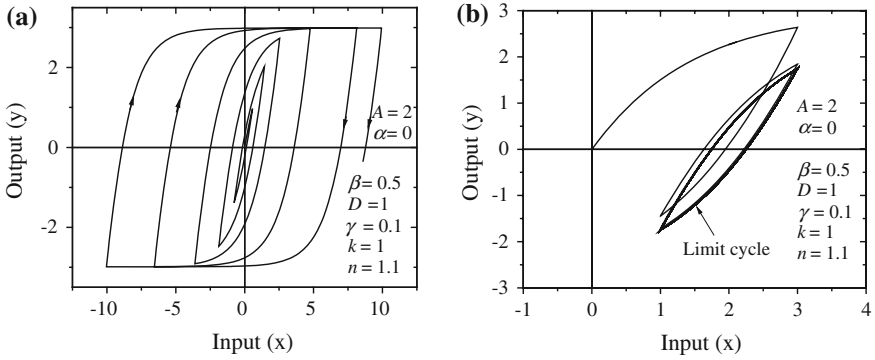 (a)
2
0
-2
Output (y)
A = 2
α = 0
β = 0.5
D = 1
γ = 0.1
k = 1
n = 1.1
-10 -5 0 5 10
Input (x)
(b)
3
2
1
0
-1
-2
-3
Output (y)
A = 2
α = 0
β = 0.5
D = 1
γ = 0.1
k = 1
n = 1.1
Limit cycle
-1 0 1 2 3 4
Input (x)